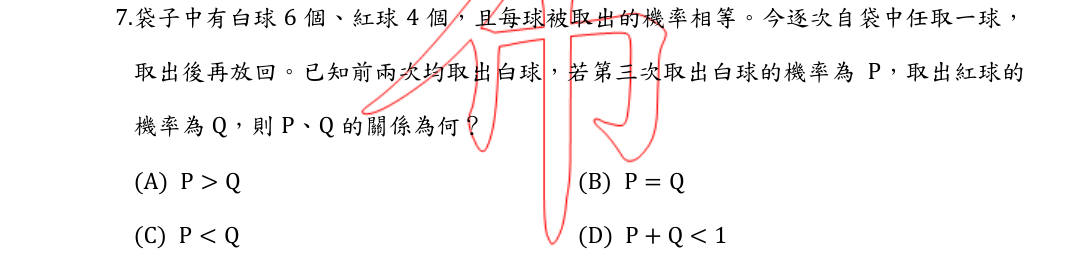 7.袋子中有白球 6 個、紅球 4 個，且每球被取出的機率相等。今逐次自袋中任取一球，
取出後再放回。已知前兩次均取出白球，若第三次取出白球的機率為 P，取出紅球的
機率為 Q，則 P、Q 的關係為何？
(A) P > Q (B) P = Q
(C) P < Q (D) P + Q < 1